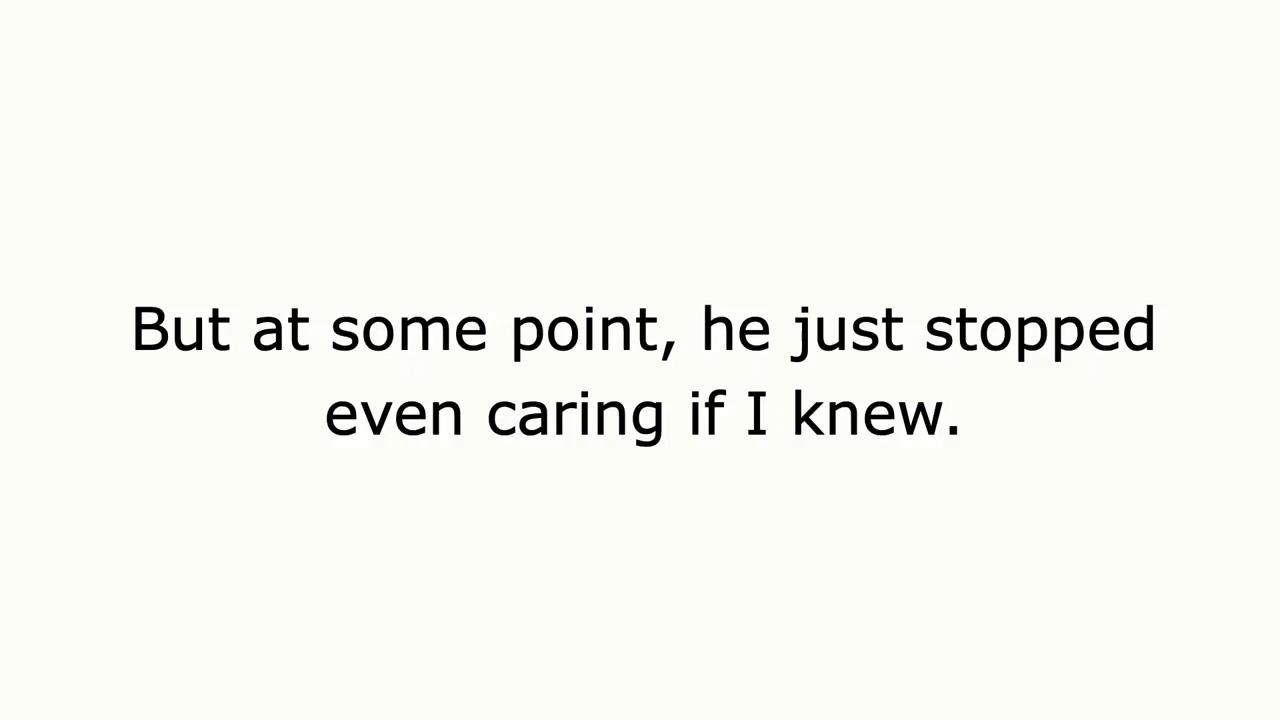 But at some point, he just stopped
even caring if I knew.